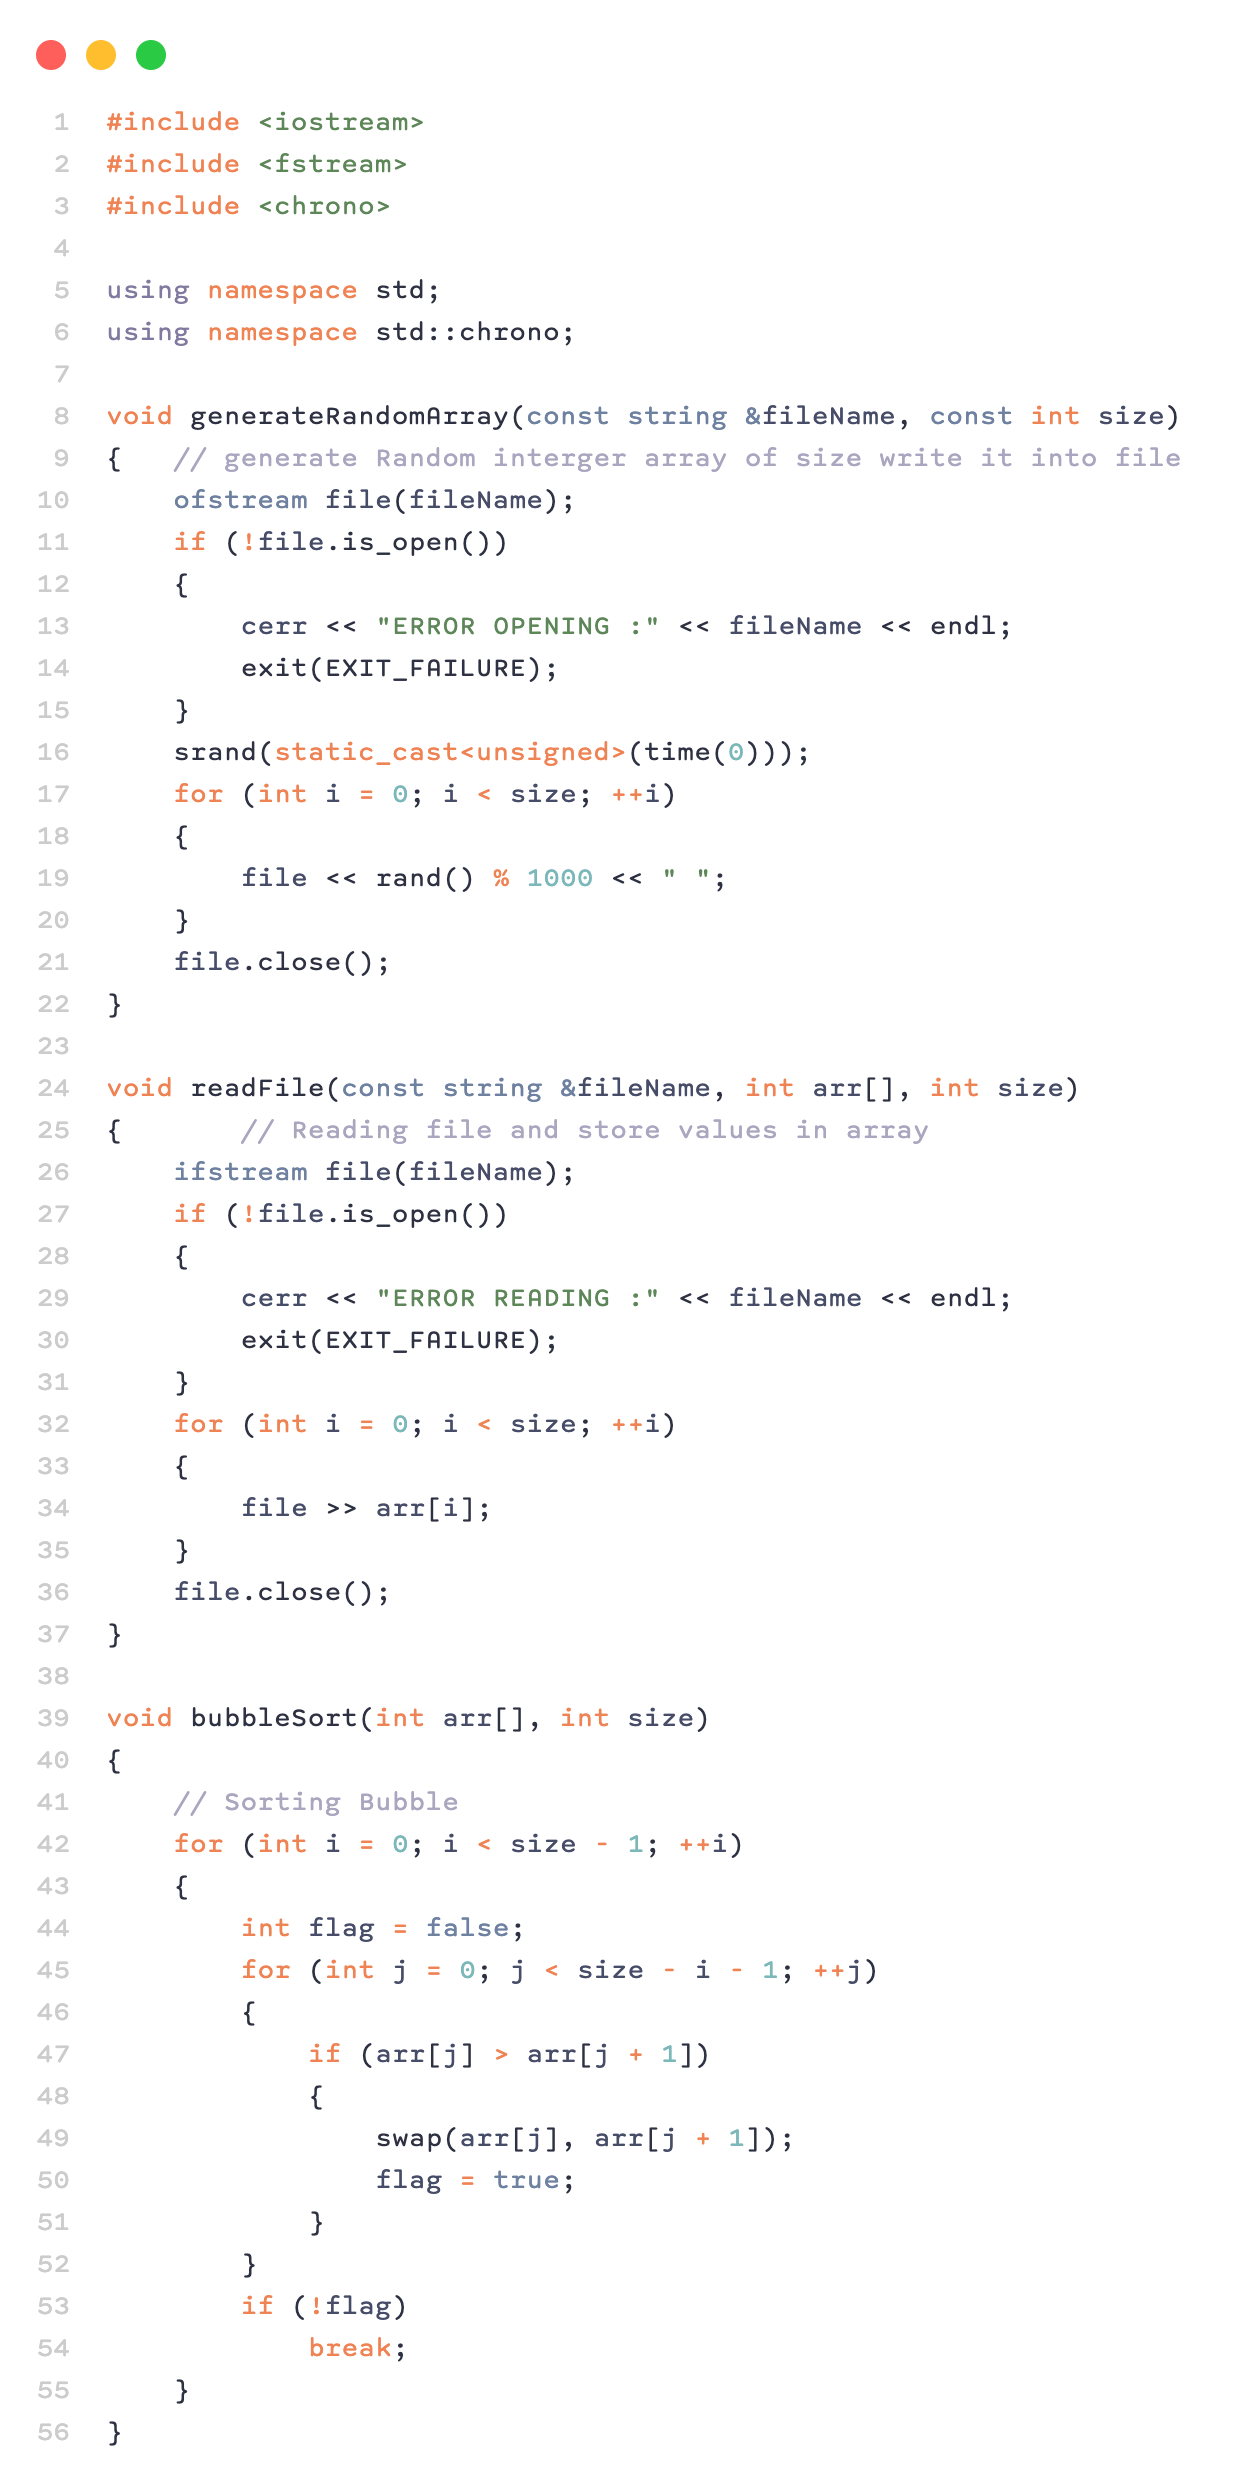 1 #include <iostream>
2 #include <fstream>
3 #include <chrono>
4
5 using namespace std;
6 using namespace std::chrono;
7
8 void generateRandomArray(const string &fileName, const int size)
9 {   // generate Random interger array of size write it into file
10     ofstream file(fileName);
11     if (!file.is_open())
12     {
13         cerr << "ERROR OPENING :" << fileName << endl;
14         exit(EXIT_FAILURE);
15     }
16     srand(static_cast<unsigned>(time(0)));
17     for (int i = 0; i < size; ++i)
18     {
19         file << rand() % 1000 << " ";
20     }
21     file.close();
22 }
23
24 void readFile(const string &fileName, int arr[], int size)
25 {       // Reading file and store values in array
26     ifstream file(fileName);
27     if (!file.is_open())
28     {
29         cerr << "ERROR READING :" << fileName << endl;
30         exit(EXIT_FAILURE);
31     }
32     for (int i = 0; i < size; ++i)
33     {
34         file >> arr[i];
35     }
36     file.close();
37 }
38
39 void bubbleSort(int arr[], int size)
40 {
41     // Sorting Bubble
42     for (int i = 0; i < size - 1; ++i)
43     {
44         int flag = false;
45         for (int j = 0; j < size - i - 1; ++j)
46         {
47             if (arr[j] > arr[j + 1])
48             {
49                 swap(arr[j], arr[j + 1]);
50                 flag = true;
51             }
52         }
53         if (!flag)
54             break;
55     }
56 }